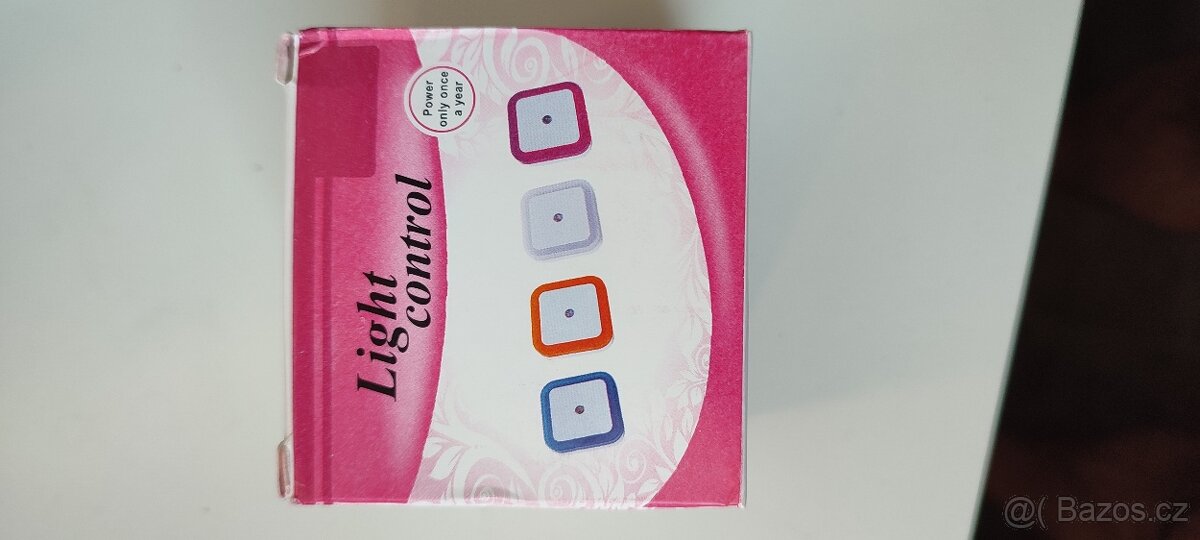 Light
control
Power
only once
a year
@( Bazos.cz